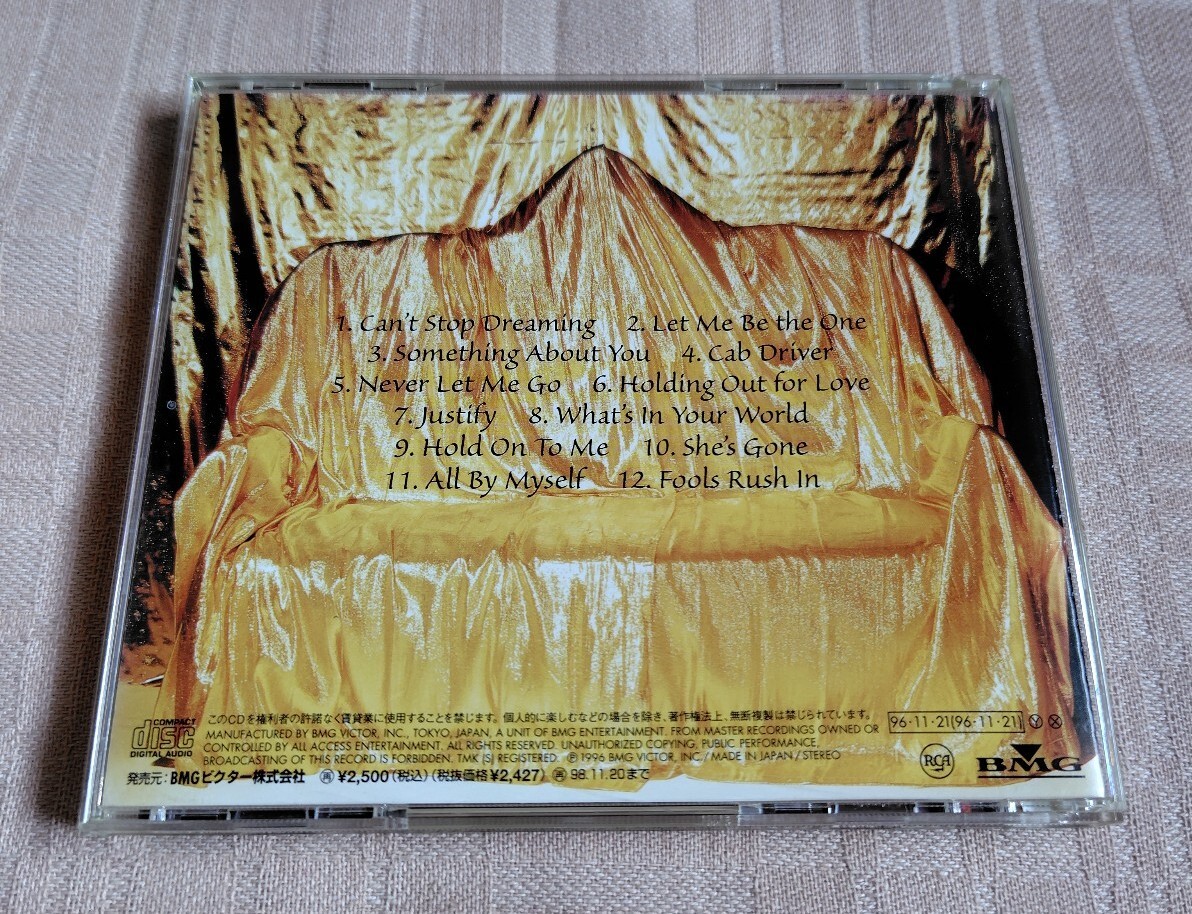 1. Can't Stop Dreaming 2. Let Me Be the One
3. Something About You 4. Cab Driver
5. Never Let Me Go 6. Holding Out for Love
7. Justify 8. What's In Your World
9. Hold On To Me 10. She's Gone
11. All By Myself 12. Fools Rush In
COMPACT
disc
DIGITAL AUDIO
このCDを権利者の許諾なく賃貸業に使用することを禁じます。個人的に楽しむなどの場合を除き、著作権法上、無断複製は禁じられています。
MANUFACTURED BY BMG VICTOR, INC., TOKYO, JAPAN, A UNIT OF BMG ENTERTAINMENT. FROM MASTER RECORDINGS OWNED OR
CONTROLLED BY ALL ACCESS ENTERTAINMENT. ALL RIGHTS RESERVED. UNAUTHORIZED COPYING, PUBLIC PERFORMANCE,
BROADCASTING OF THIS RECORD IS FORBIDDEN. TMK(S) REGISTERED. Ⓟ 1996 BMG VICTOR, INC./MADE IN JAPAN/STEREO
発売元:BMGビクター株式会社 ㊞¥2,500(税込)(税抜価格¥2,427) ㊞98.11.20まで
96・11・21(96・11・21) Ⓨ Ⓧ
RCA
BMG